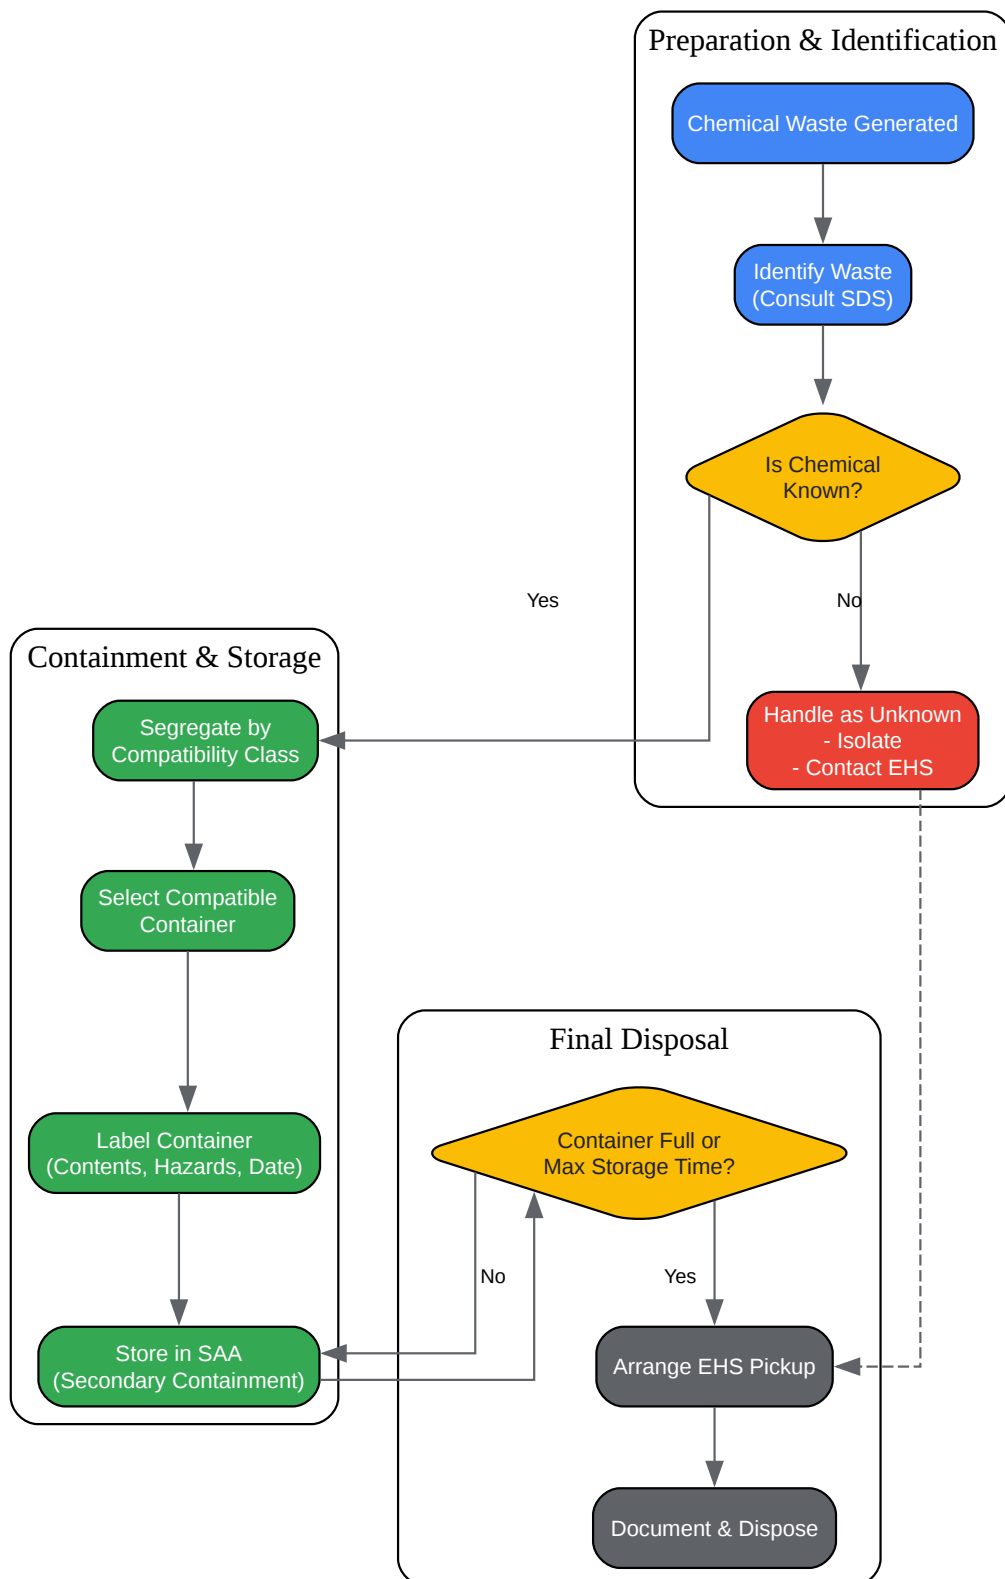 Preparation & Identification
Chemical Waste Generated
Identify Waste
(Consult SDS)
Is Chemical
Known?
Yes
No
Handle as Unknown
- Isolate
- Contact EHS
Containment & Storage
Segregate by
Compatibility Class
Select Compatible
Container
Label Container
(Contents, Hazards, Date)
Store in SAA
(Secondary Containment)
Final Disposal
Container Full or
Max Storage Time?
No
Yes
Arrange EHS Pickup
Document & Dispose